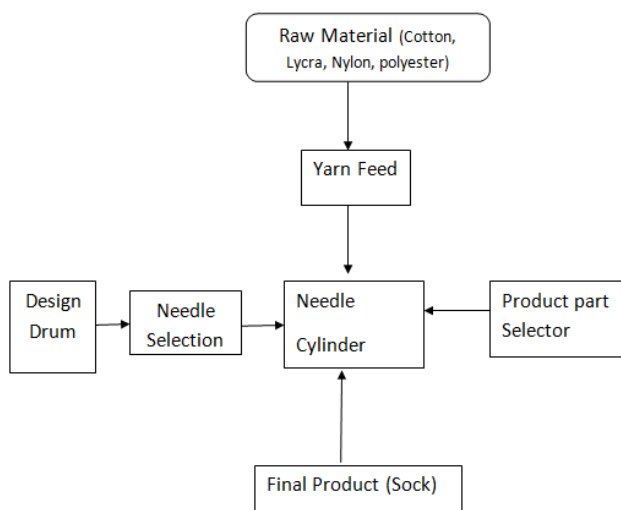 Raw Material (Cotton,
Lycra, Nylon, polyester)
Yarn Feed
Design
Drum
Needle
Selection
Needle
Cylinder
Product part
Selector
Final Product (Sock)